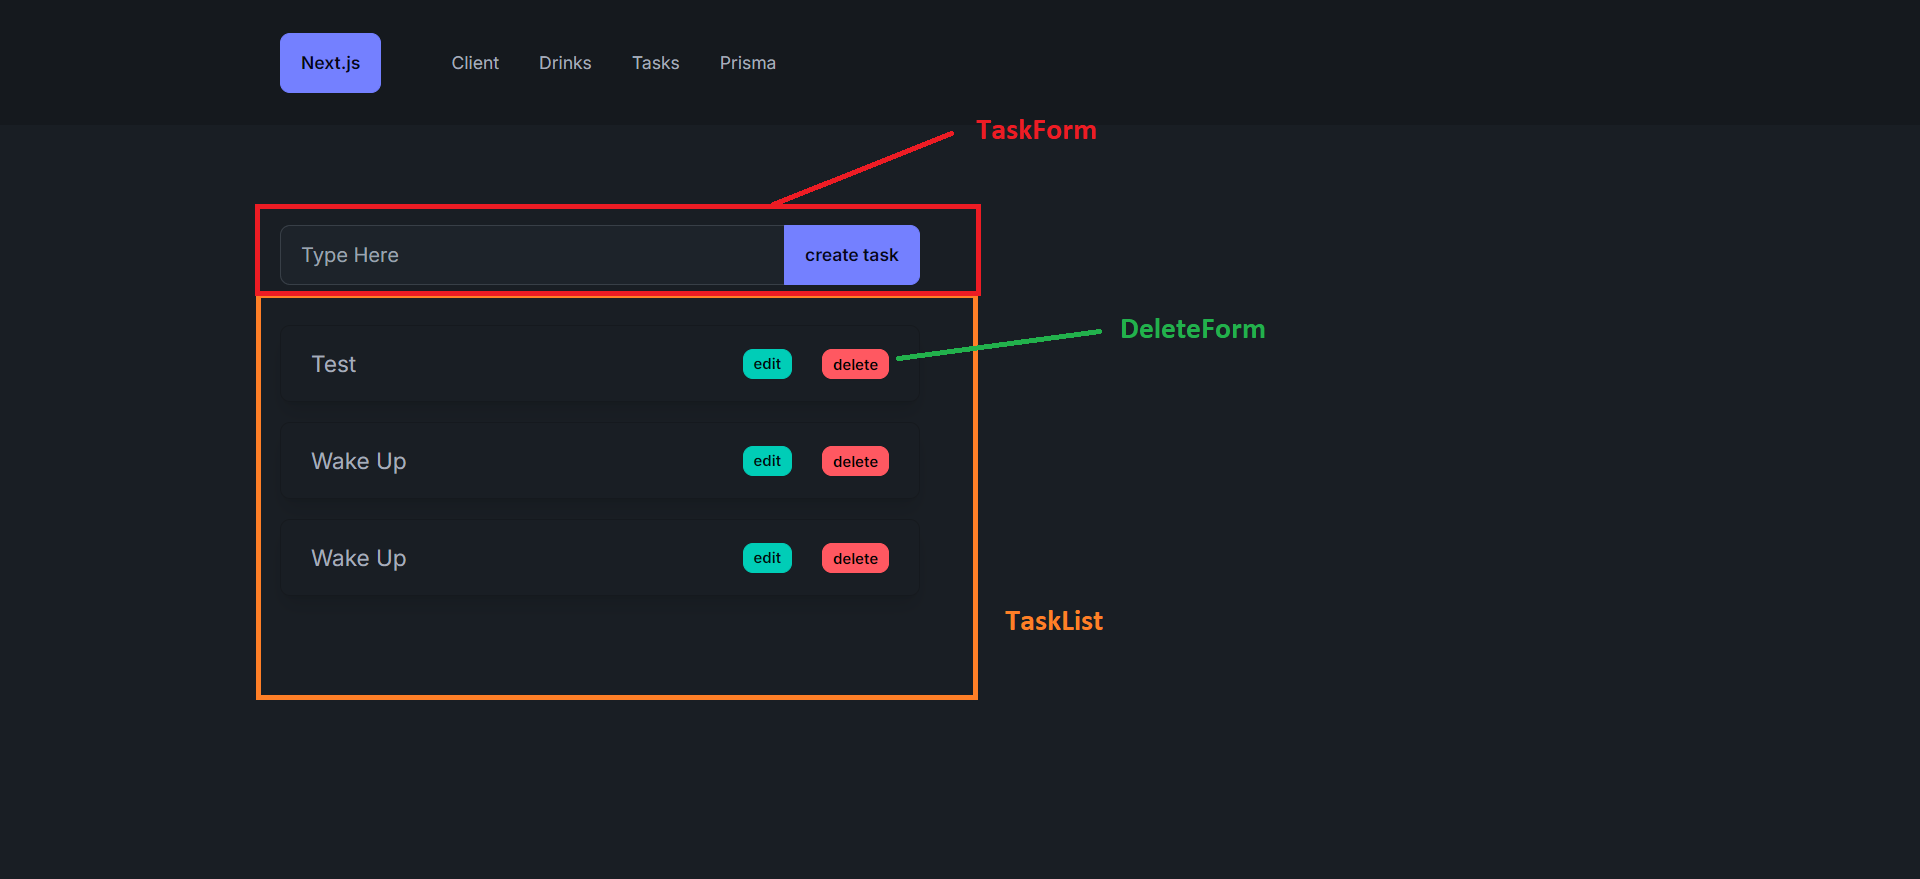 Next.js Client Drinks Tasks Prisma
TaskForm
Type Here create task
DeleteForm
Test edit delete
Wake Up edit delete
Wake Up edit delete
TaskList